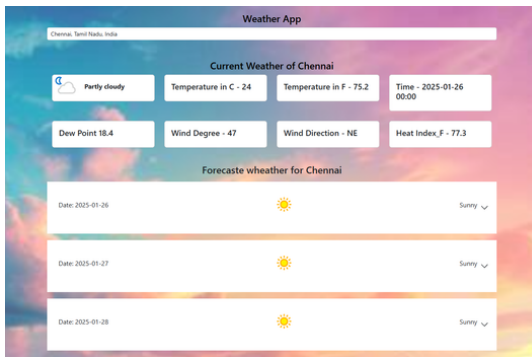 Weather App
Chennai, Tamil Nadu, India
Current Weather of Chennai
Partly cloudy
Temperature in C - 24
Temperature in F - 75.2
Time - 2025-01-26
00:00
Dew Point 18.4
Wind Degree - 47
Wind Direction - NE
Heat Index_F - 77.3
Forecaste wheather for Chennai
Date: 2025-01-26
Sunny
Date: 2025-01-27
Sunny
Date: 2025-01-28
Sunny